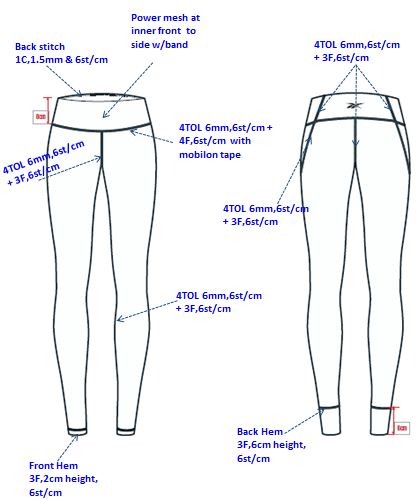 Power mesh at
inner front to
side w/band
Back stitch
1C,1.5mm & 6st/cm
4TOL 6mm,6st/cm
+ 3F,6st/cm
8cm
4TOL 6mm,6st/cm +
4F,6st/cm with
mobilon tape
4TOL 6mm,6st/cm
+ 3F,6st/cm
4TOL 6mm,6st/cm
+ 3F,6st/cm
4TOL 6mm,6st/cm
+ 3F,6st/cm
6cm
Back Hem
3F,6cm height,
6st/cm
Front Hem
3F,2cm height,
6st/cm